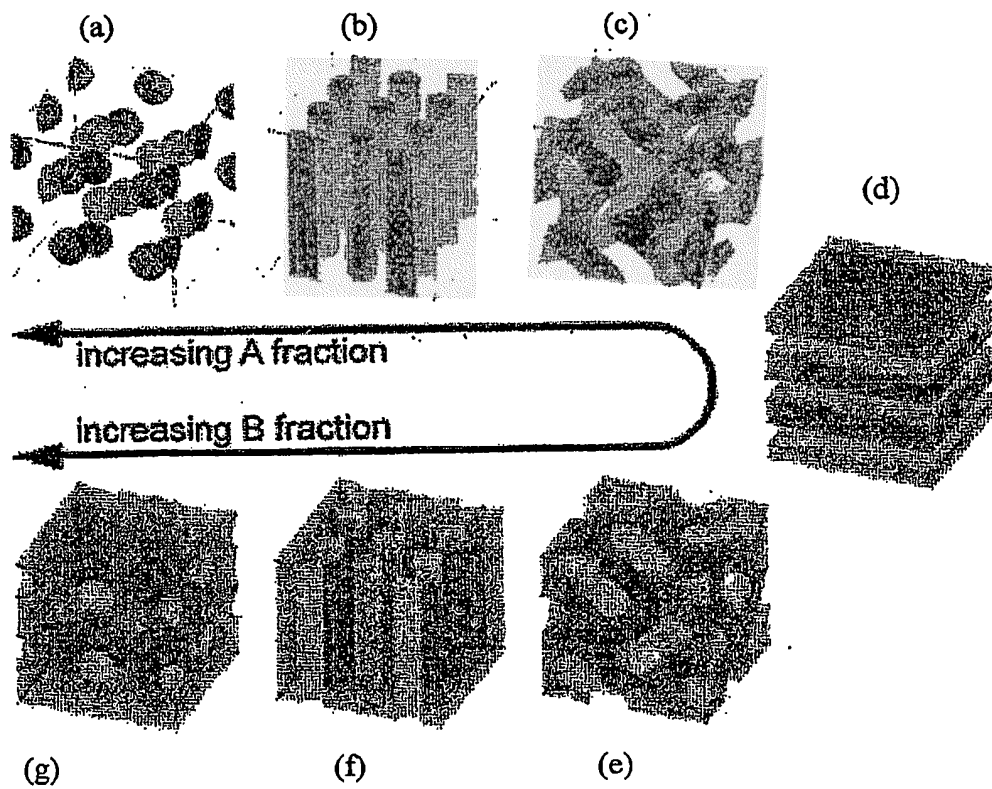 (a) (b) (c)
(d)
increasing A fraction
increasing B fraction
(g) (f) (e)